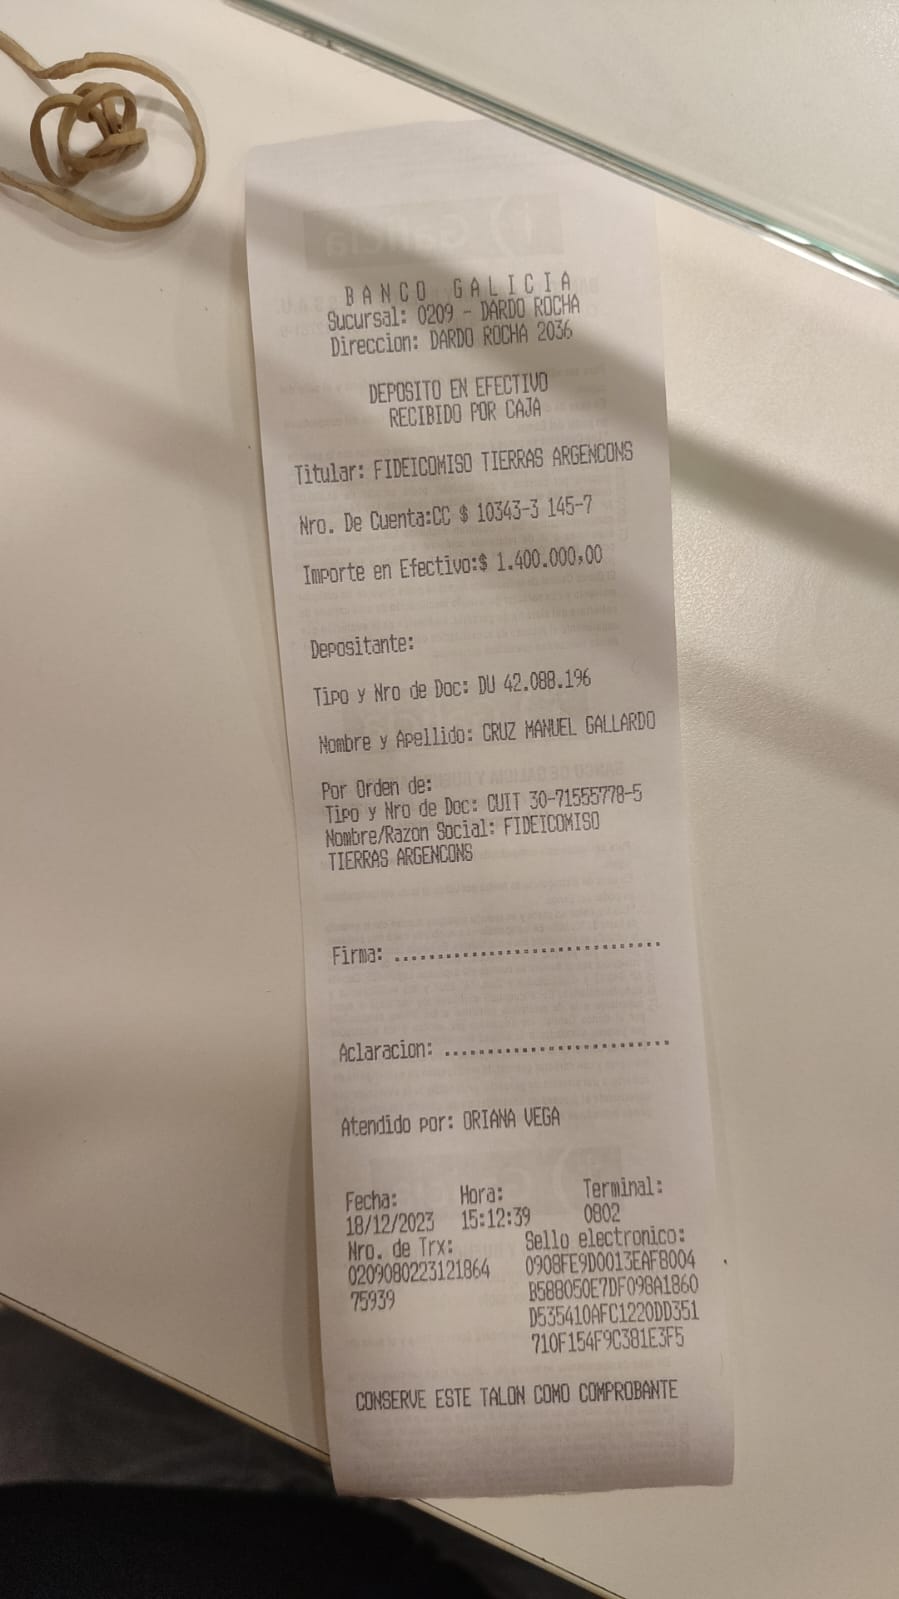 BANCO GALICIA
Sucursal: 0209 - DARDO ROCHA
Direccion: DARDO ROCHA 2036
DEPOSITO EN EFECTIVO
RECIBIDO POR CAJA
Titular: FIDEICOMISO TIERRAS ARGENCONS
Nro. De Cuenta:CC $ 10343-3 145-7
Importe en Efectivo:$ 1.400.000,00
Depositante:
Tipo y Nro de Doc: DU 42.088.196
Nombre y Apellido: CRUZ MANUEL GALLARDO
Por Orden de:
Tipo y Nro de Doc: CUIT 30-71555778-5
Nombre/Razon Social: FIDEICOMISO
TIERRAS ARGENCONS
Firma: ...............................
Aclaracion: ..........................
Atendido por: ORIANA VEGA
Fecha: Hora: Terminal:
18/12/2023 15:12:39 0802
Nro. de Trx: Sello electronico:
0209080223121864 0908FE9D0013EAF8004
75939 B588050E7DF098A1860
D535410AFC1220DD351
710F154F9C381E3F5
CONSERVE ESTE TALON COMO COMPROBANTE